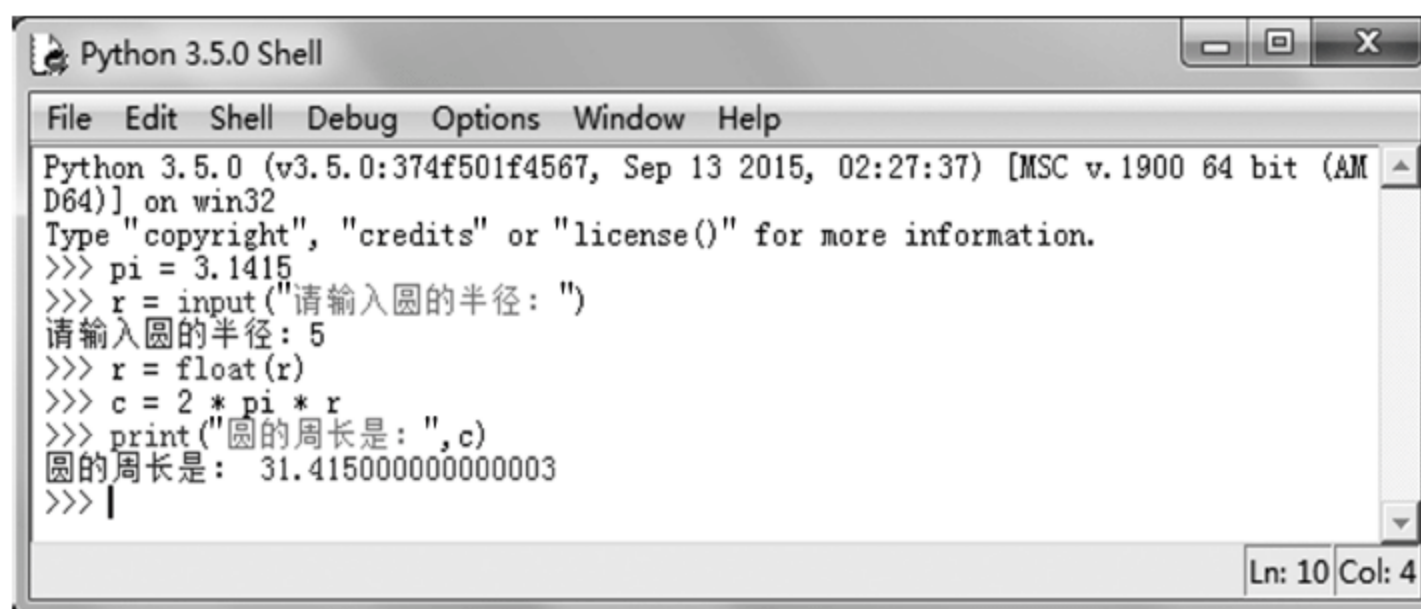 Python 3.5.0 Shell
File Edit Shell Debug Options Window Help
Python 3.5.0 (v3.5.0:374f501f4567, Sep 13 2015, 02:27:37) [MSC v.1900 64 bit (AM
D64)] on win32
Type "copyright", "credits" or "license()" for more information.
>>> pi = 3.1415
>>> r = input("请输入圆的半径: ")
请输入圆的半径: 5
>>> r = float(r)
>>> c = 2 * pi * r
>>> print("圆的周长是: ",c)
圆的周长是:  31.415000000000003
>>>
Ln: 10 Col: 4